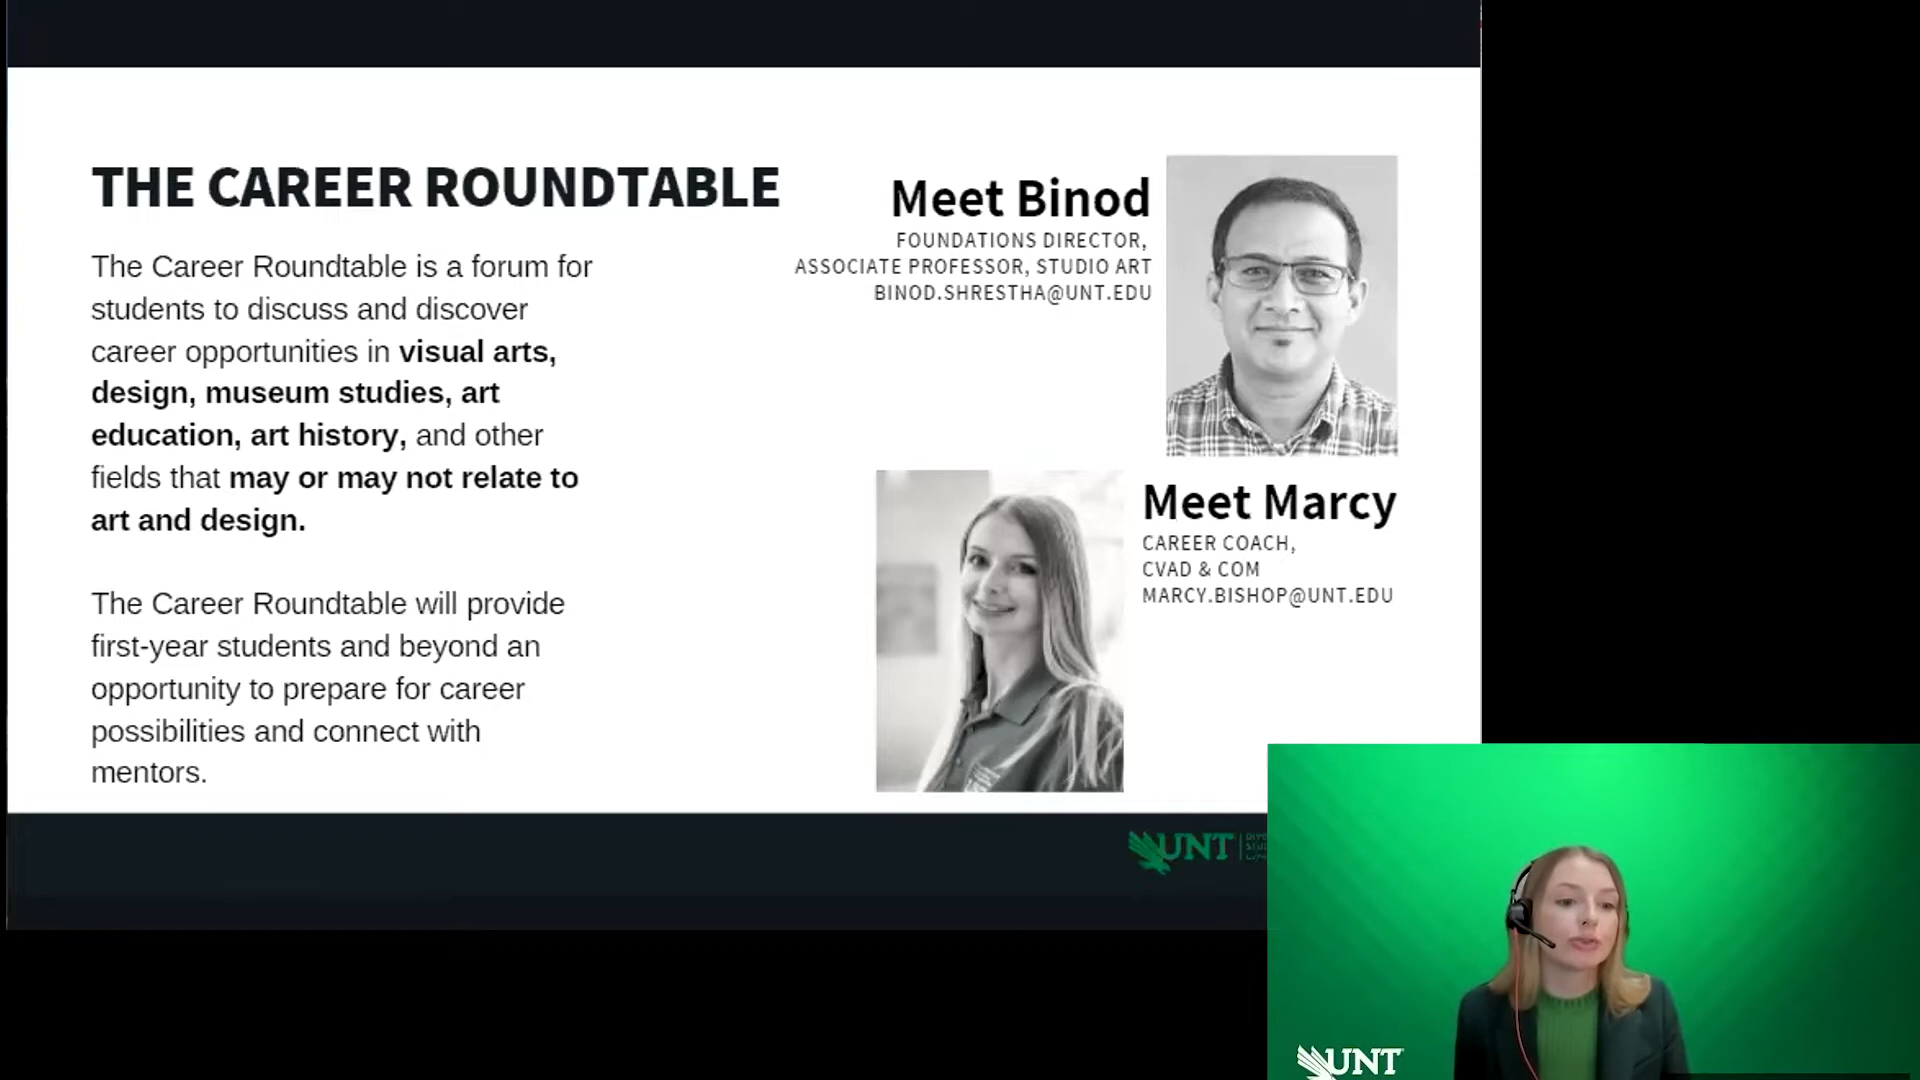 THE CAREER ROUNDTABLE
The Career Roundtable is a forum for
students to discuss and discover
career opportunities in visual arts,
design, museum studies, art
education, art history, and other
fields that may or may not relate to
art and design.
The Career Roundtable will provide
first-year students and beyond an
opportunity to prepare for career
possibilities and connect with
mentors.
Meet Binod
FOUNDATIONS DIRECTOR,
ASSOCIATE PROFESSOR, STUDIO ART
BINOD.SHRESTHA@UNT.EDU
Meet Marcy
CAREER COACH,
CVAD & COM
MARCY.BISHOP@UNT.EDU
UNT
UNT